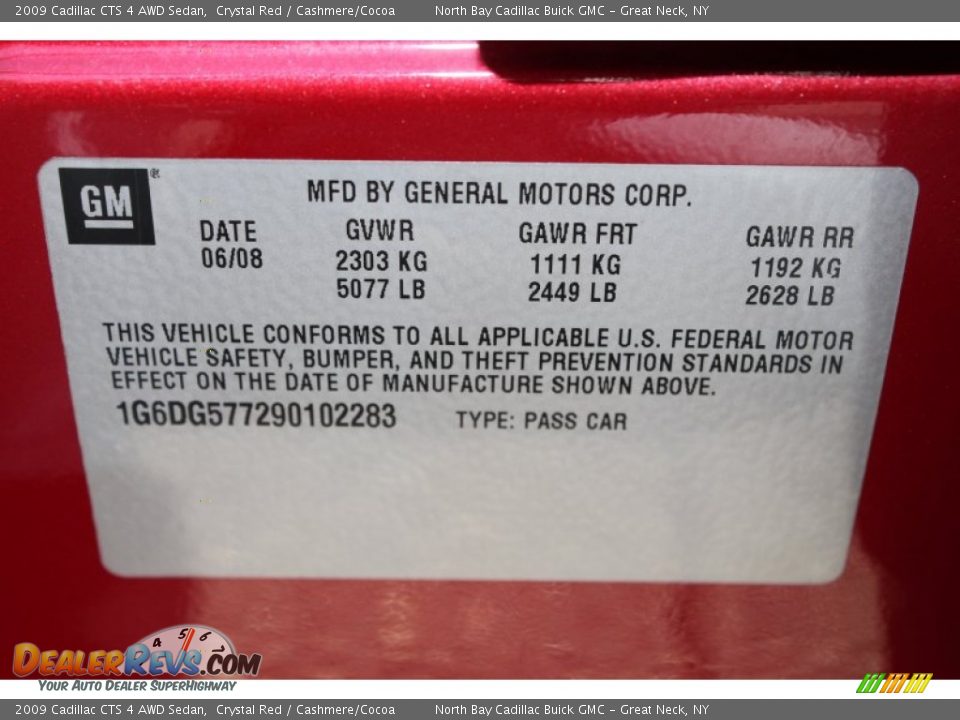 2009 Cadillac CTS 4 AWD Sedan, Crystal Red / Cashmere/Cocoa North Bay Cadillac Buick GMC - Great Neck, NY
GM®
MFD BY GENERAL MOTORS CORP.
DATE GVWR GAWR FRT GAWR RR
06/08 2303 KG 1111 KG 1192 KG
5077 LB 2449 LB 2628 LB
THIS VEHICLE CONFORMS TO ALL APPLICABLE U.S. FEDERAL MOTOR
VEHICLE SAFETY, BUMPER, AND THEFT PREVENTION STANDARDS IN
EFFECT ON THE DATE OF MANUFACTURE SHOWN ABOVE.
1G6DG577290102283 TYPE: PASS CAR
4 5 6 7
DEALERREVS.COM
YOUR AUTO DEALER SUPERHIGHWAY
2009 Cadillac CTS 4 AWD Sedan, Crystal Red / Cashmere/Cocoa North Bay Cadillac Buick GMC - Great Neck, NY